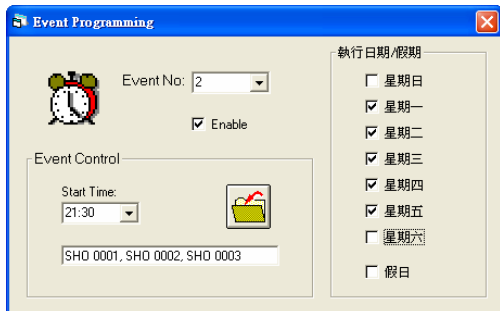 Event Programming
Event No: 2
Enable
Event Control
Start Time:
21:30
SHO 0001, SHO 0002, SHO 0003
執行日期/假期
星期日
星期一
星期二
星期三
星期四
星期五
星期六
假日